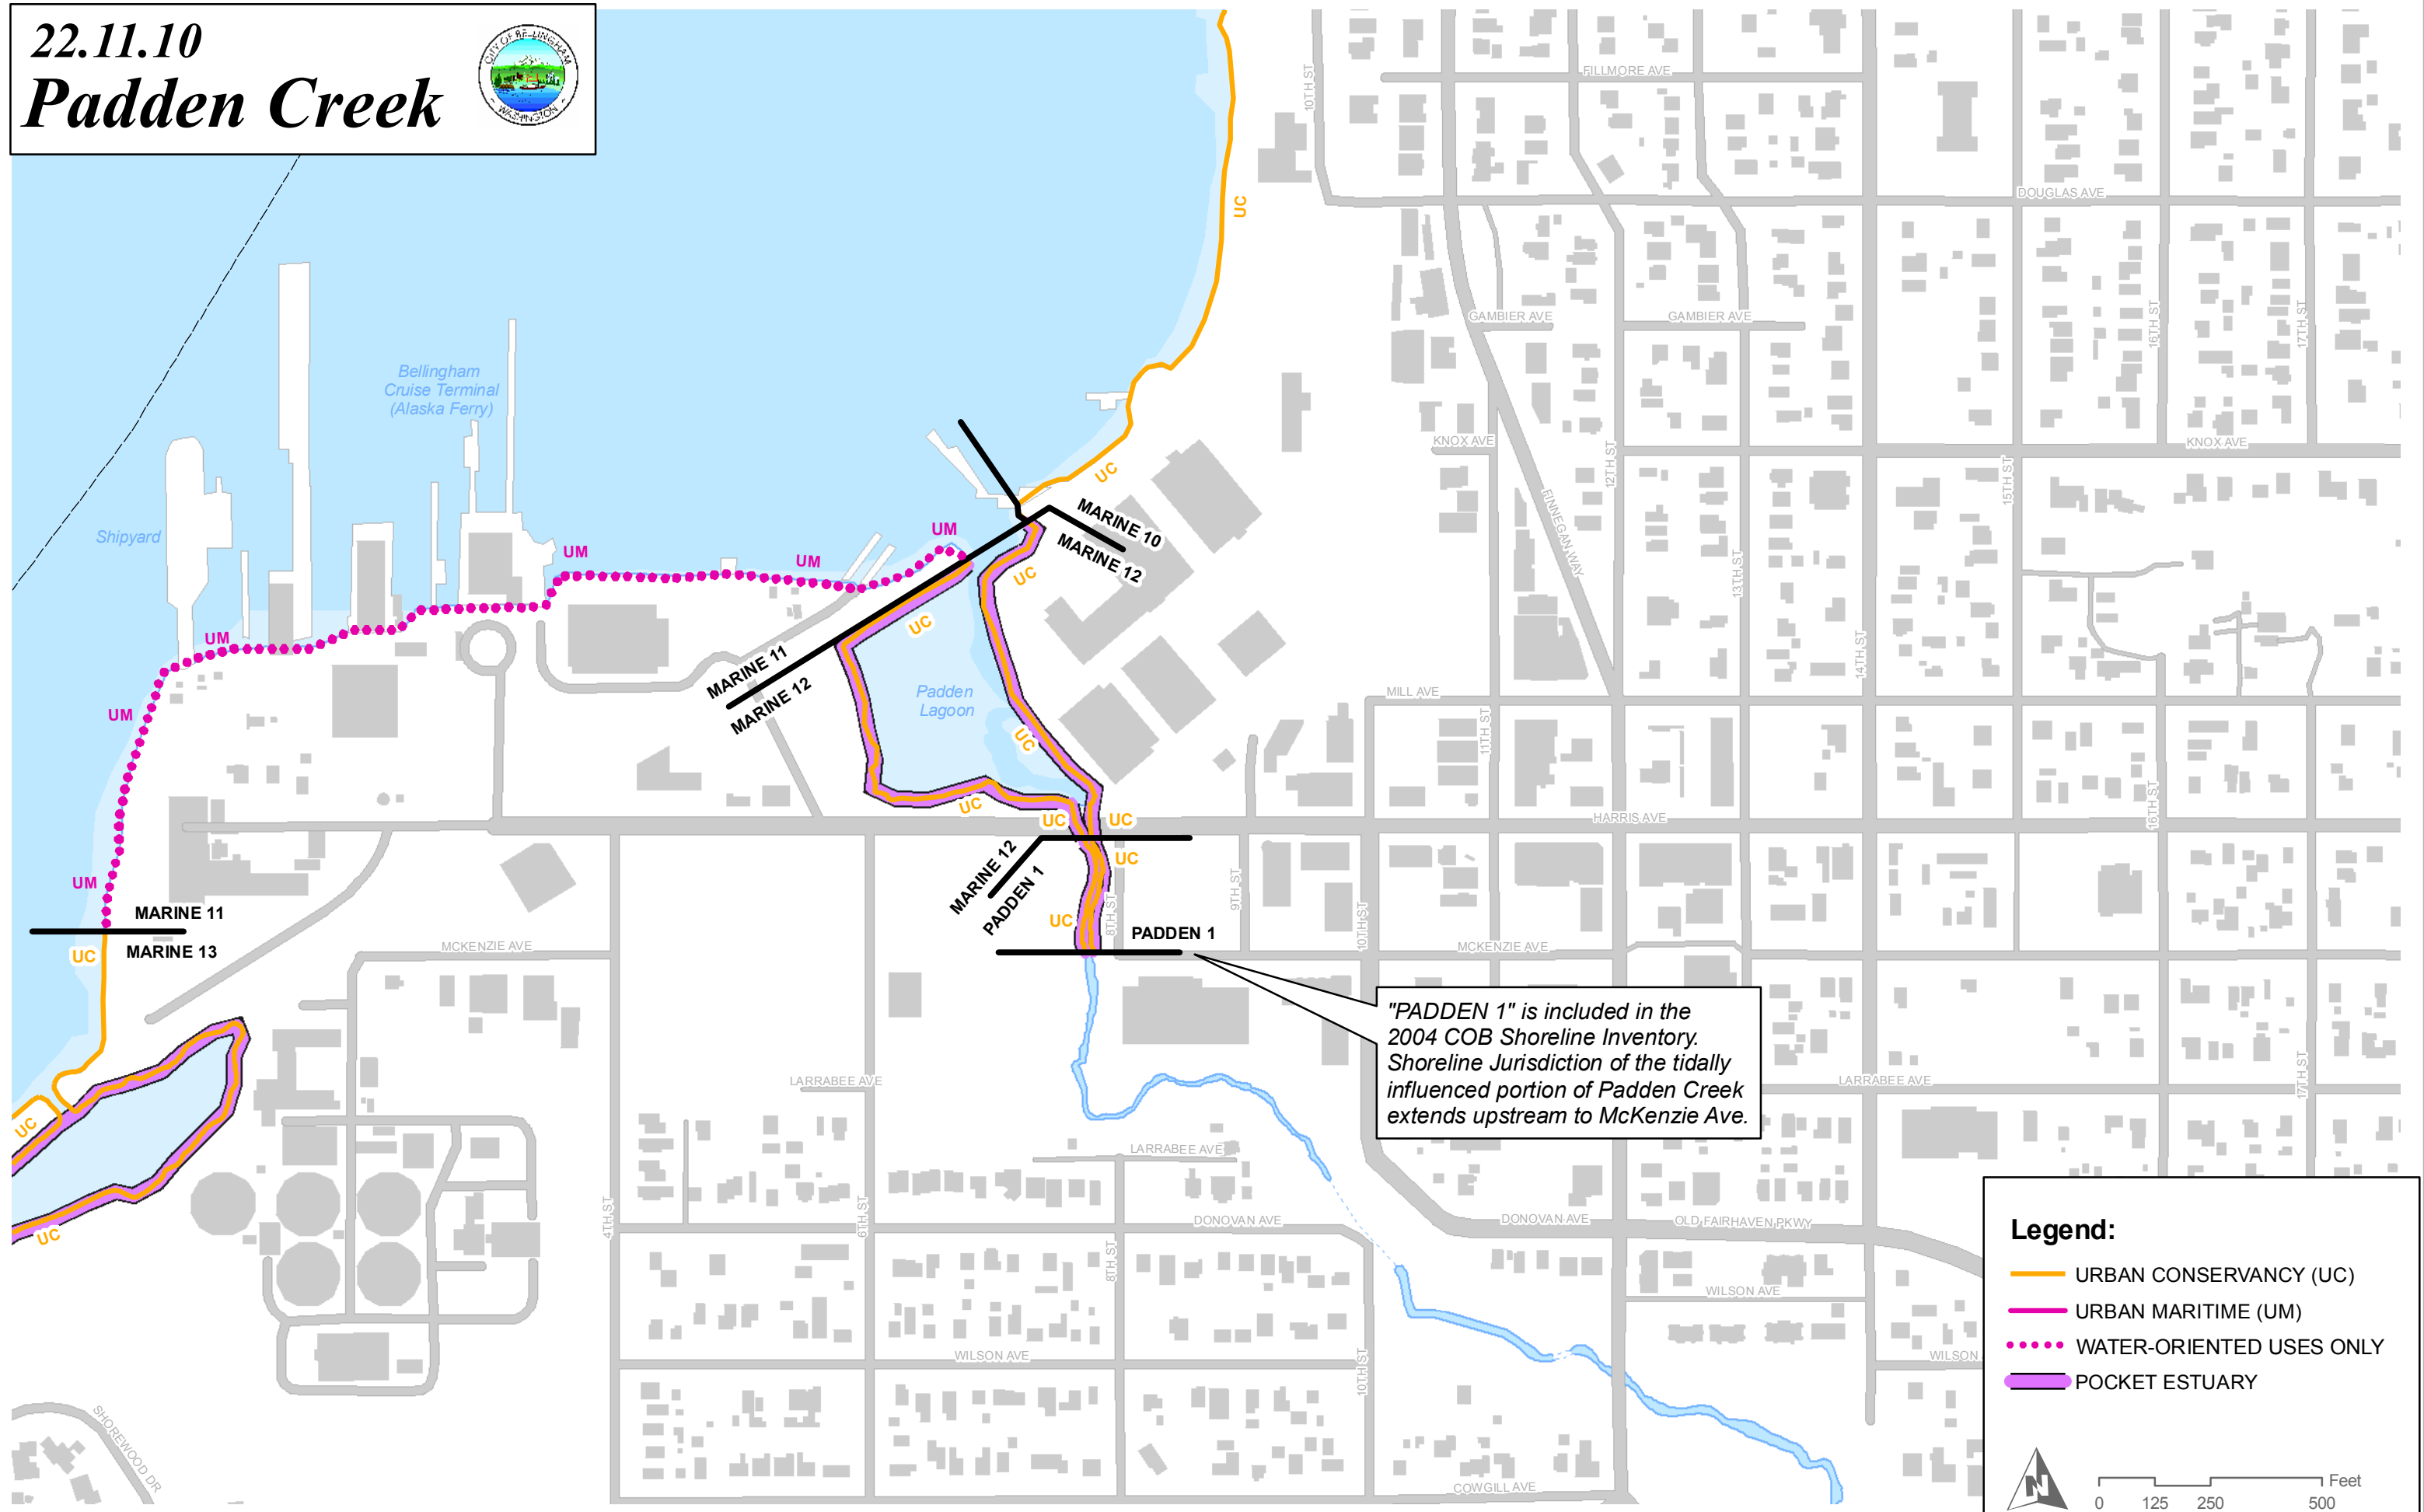 22.11.10
Padden Creek
CITY OF BELLINGHAM
WASHINGTON
10TH ST
FILLMORE AVE
DOUGLAS AVE
UC
GAMBIER AVE
GAMBIER AVE
16TH ST
17TH ST
Bellingham
Cruise Terminal
(Alaska Ferry)
KNOX AVE
KNOX AVE
12TH ST
15TH ST
FINNEGAN WAY
UC
MARINE 10
MARINE 12
Shipyard
UM
UM
UM
UC
13TH ST
UC
UM
14TH ST
MARINE 11
MARINE 12
Padden
Lagoon
MILL AVE
UM
11TH ST
UC
UC
UC
UC
HARRIS AVE
16TH ST
UC
UM
MARINE 12
PADDEN 1
9TH ST
8TH ST
10TH ST
UC
MARINE 11
MARINE 13
UC
PADDEN 1
MCKENZIE AVE
MCKENZIE AVE
"PADDEN 1" is included in the
2004 COB Shoreline Inventory.
Shoreline Jurisdiction of the tidally
influenced portion of Padden Creek
extends upstream to McKenzie Ave.
LARRABEE AVE
LARRABEE AVE
17TH ST
UC
LARRABEE AVE
4TH ST
6TH ST
DONOVAN AVE
DONOVAN AVE
OLD FAIRHAVEN PKWY
UC
8TH ST
WILSON AVE
WILSON AVE
WILSON
10TH ST
SHOREWOOD DR
COWGILL AVE
Legend:
URBAN CONSERVANCY (UC)
URBAN MARITIME (UM)
WATER-ORIENTED USES ONLY
POCKET ESTUARY
N
Feet
0 125 250 500